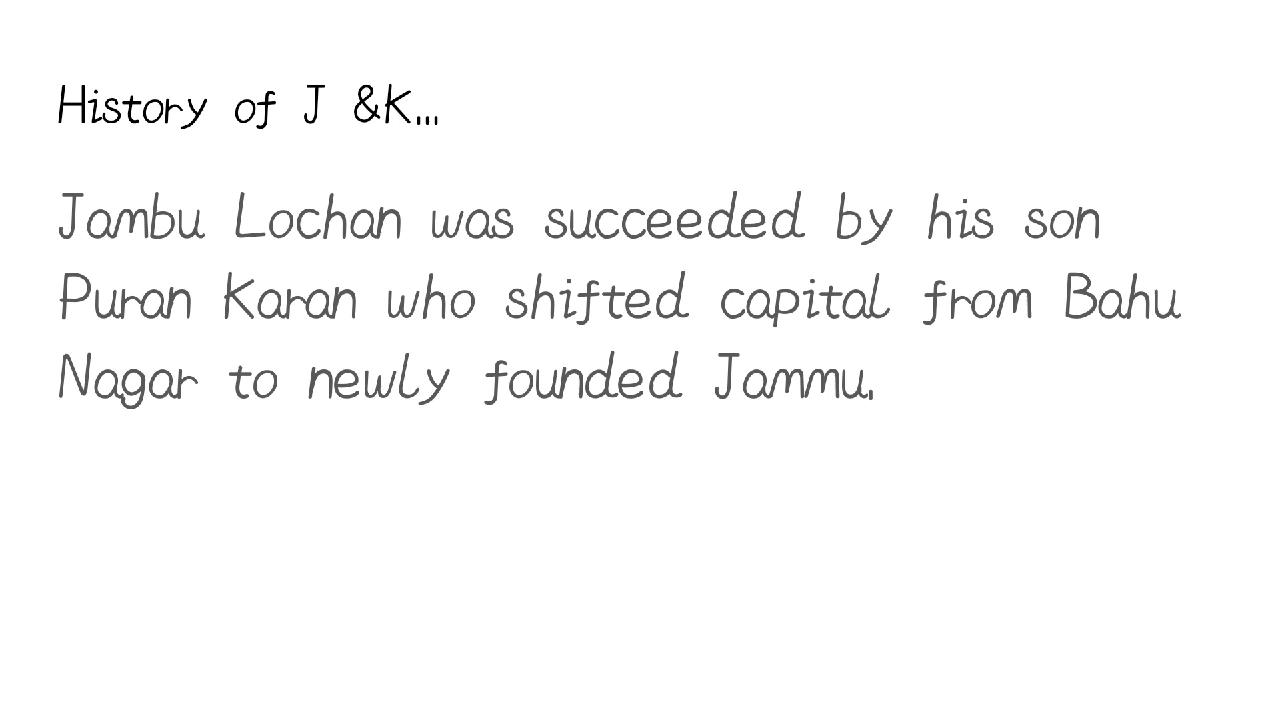 History of J &K...
Jambu Lochan was succeeded by his son
Puran Karan who shifted capital from Bahu
Nagar to newly founded Jammu.